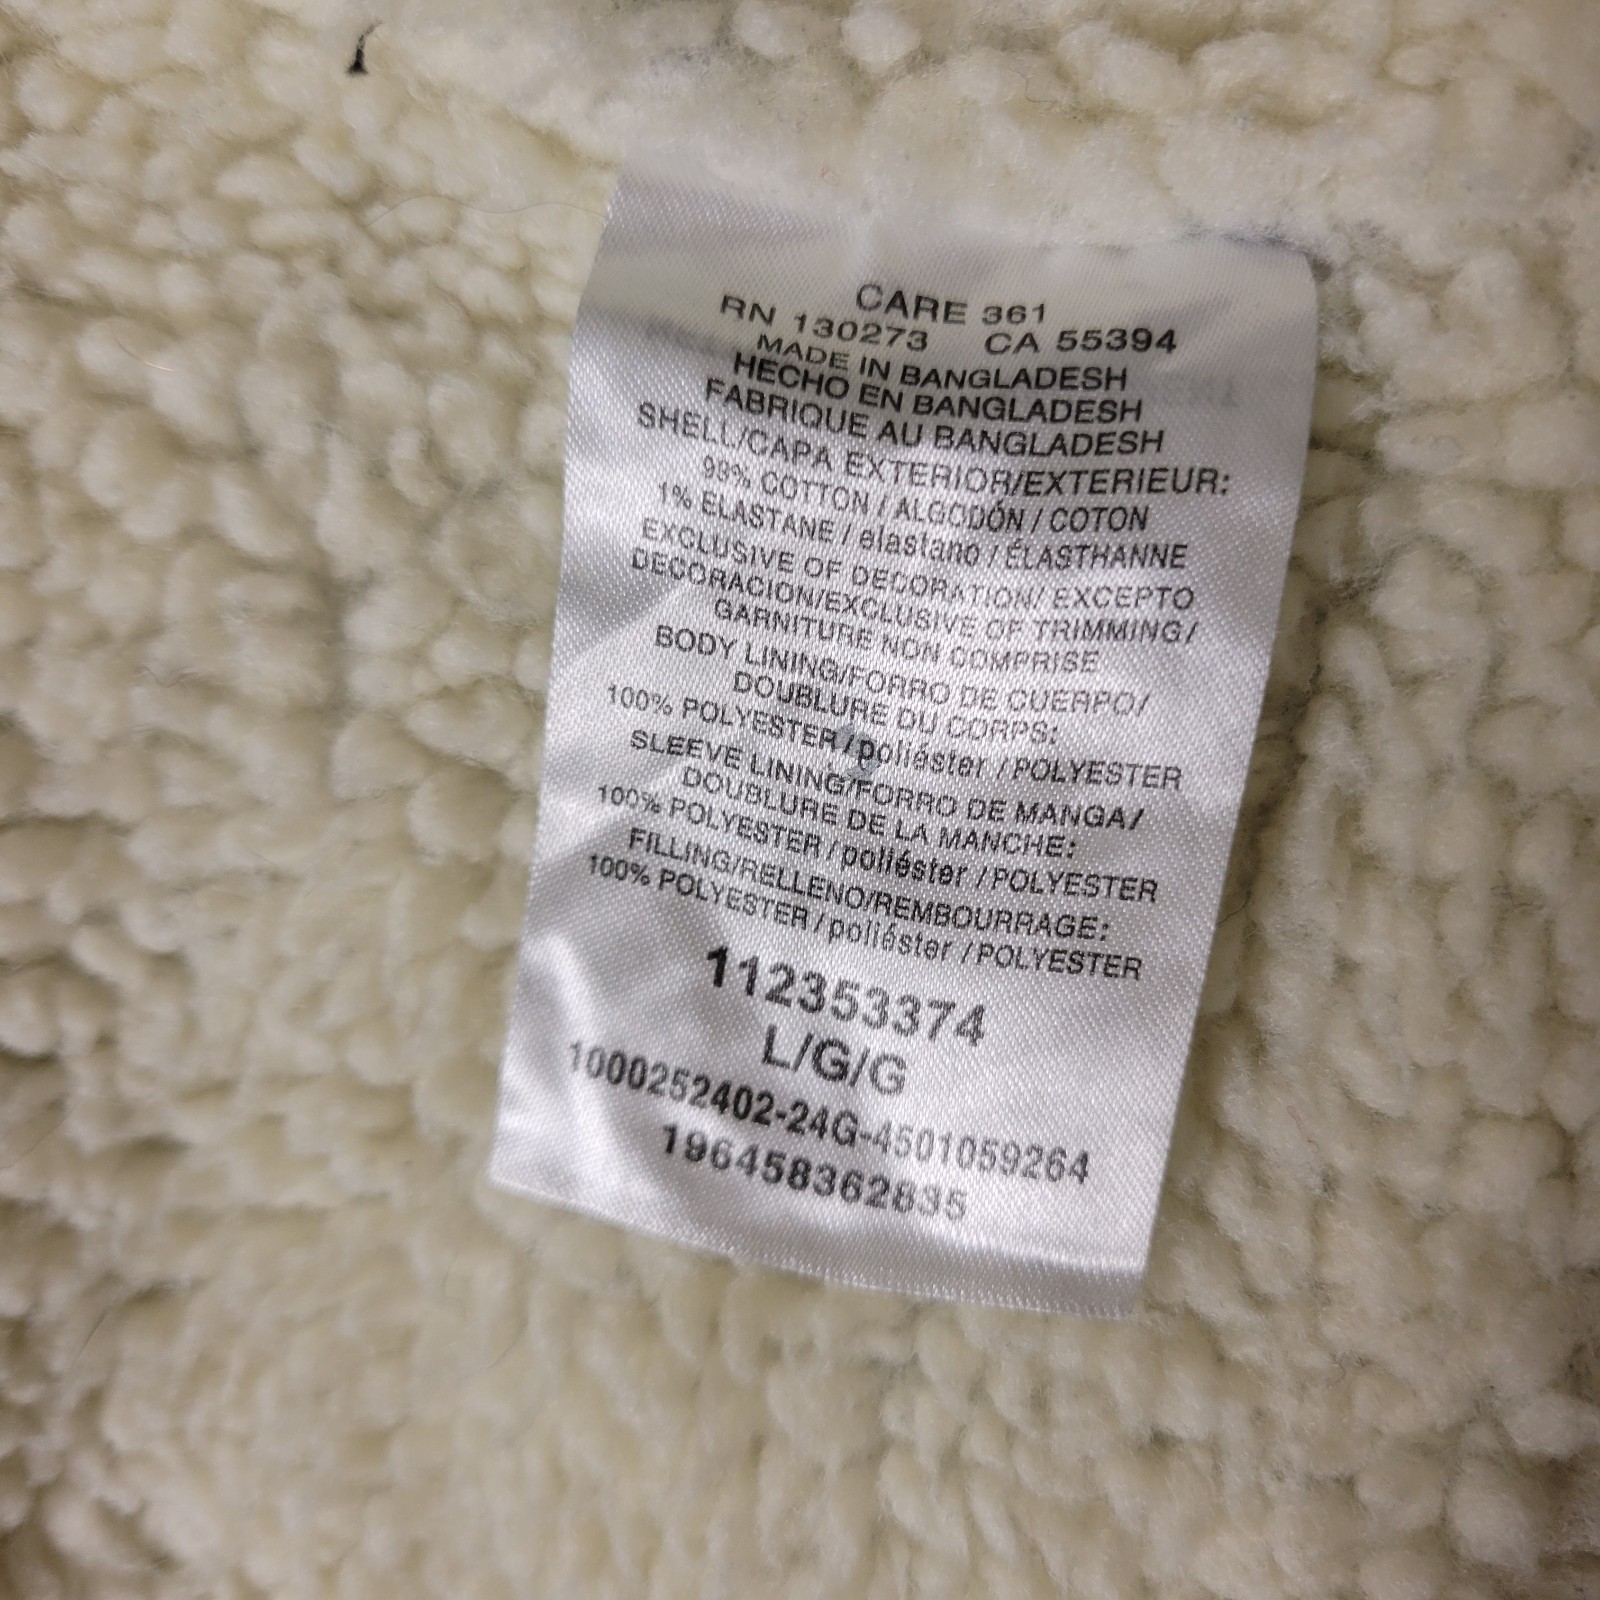 CARE 361
RN 130273 CA 55394
MADE IN BANGLADESH
HECHO EN BANGLADESH
FABRIQUE AU BANGLADESH
SHELL/CAPA EXTERIOR/EXTERIEUR:
99% COTTON / ALGODÓN / COTON
1% ELASTANE / elastano / ÉLASTHANNE
EXCLUSIVE OF DECORATION/ EXCEPTO
DECORACION/EXCLUSIVE OF TRIMMING/
GARNITURE NON COMPRISE
BODY LINING/FORRO DE CUERPO/
DOUBLURE DU CORPS:
100% POLYESTER / poliéster / POLYESTER
SLEEVE LINING/FORRO DE MANGA/
DOUBLURE DE LA MANCHE:
100% POLYESTER / poliéster / POLYESTER
FILLING/RELLENO/REMBOURRAGE:
100% POLYESTER / poliéster / POLYESTER
112353374
L/G/G
1000252402-24G-4501059264
196458362835